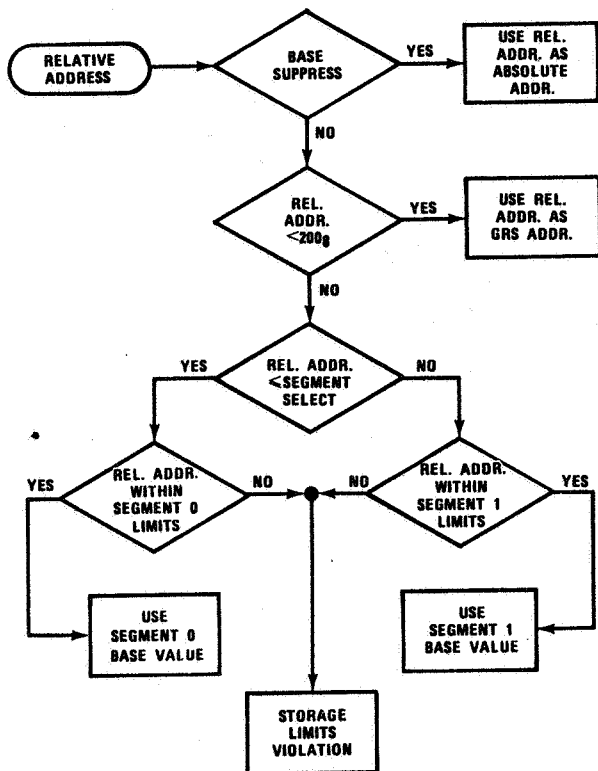 RELATIVE
ADDRESS
BASE
SUPPRESS
YES
USE REL.
ADDR. AS
ABSOLUTE
ADDR.
NO
REL.
ADDR.
<200₈
YES
USE REL.
ADDR. AS
GRS ADDR.
NO
YES
REL. ADDR.
⩽SEGMENT
SELECT
NO
YES
REL. ADDR.
WITHIN
SEGMENT 0
LIMITS
NO
NO
REL. ADDR.
WITHIN
SEGMENT 1
LIMITS
YES
USE
SEGMENT 0
BASE VALUE
USE
SEGMENT 1
BASE VALUE
STORAGE
LIMITS
VIOLATION